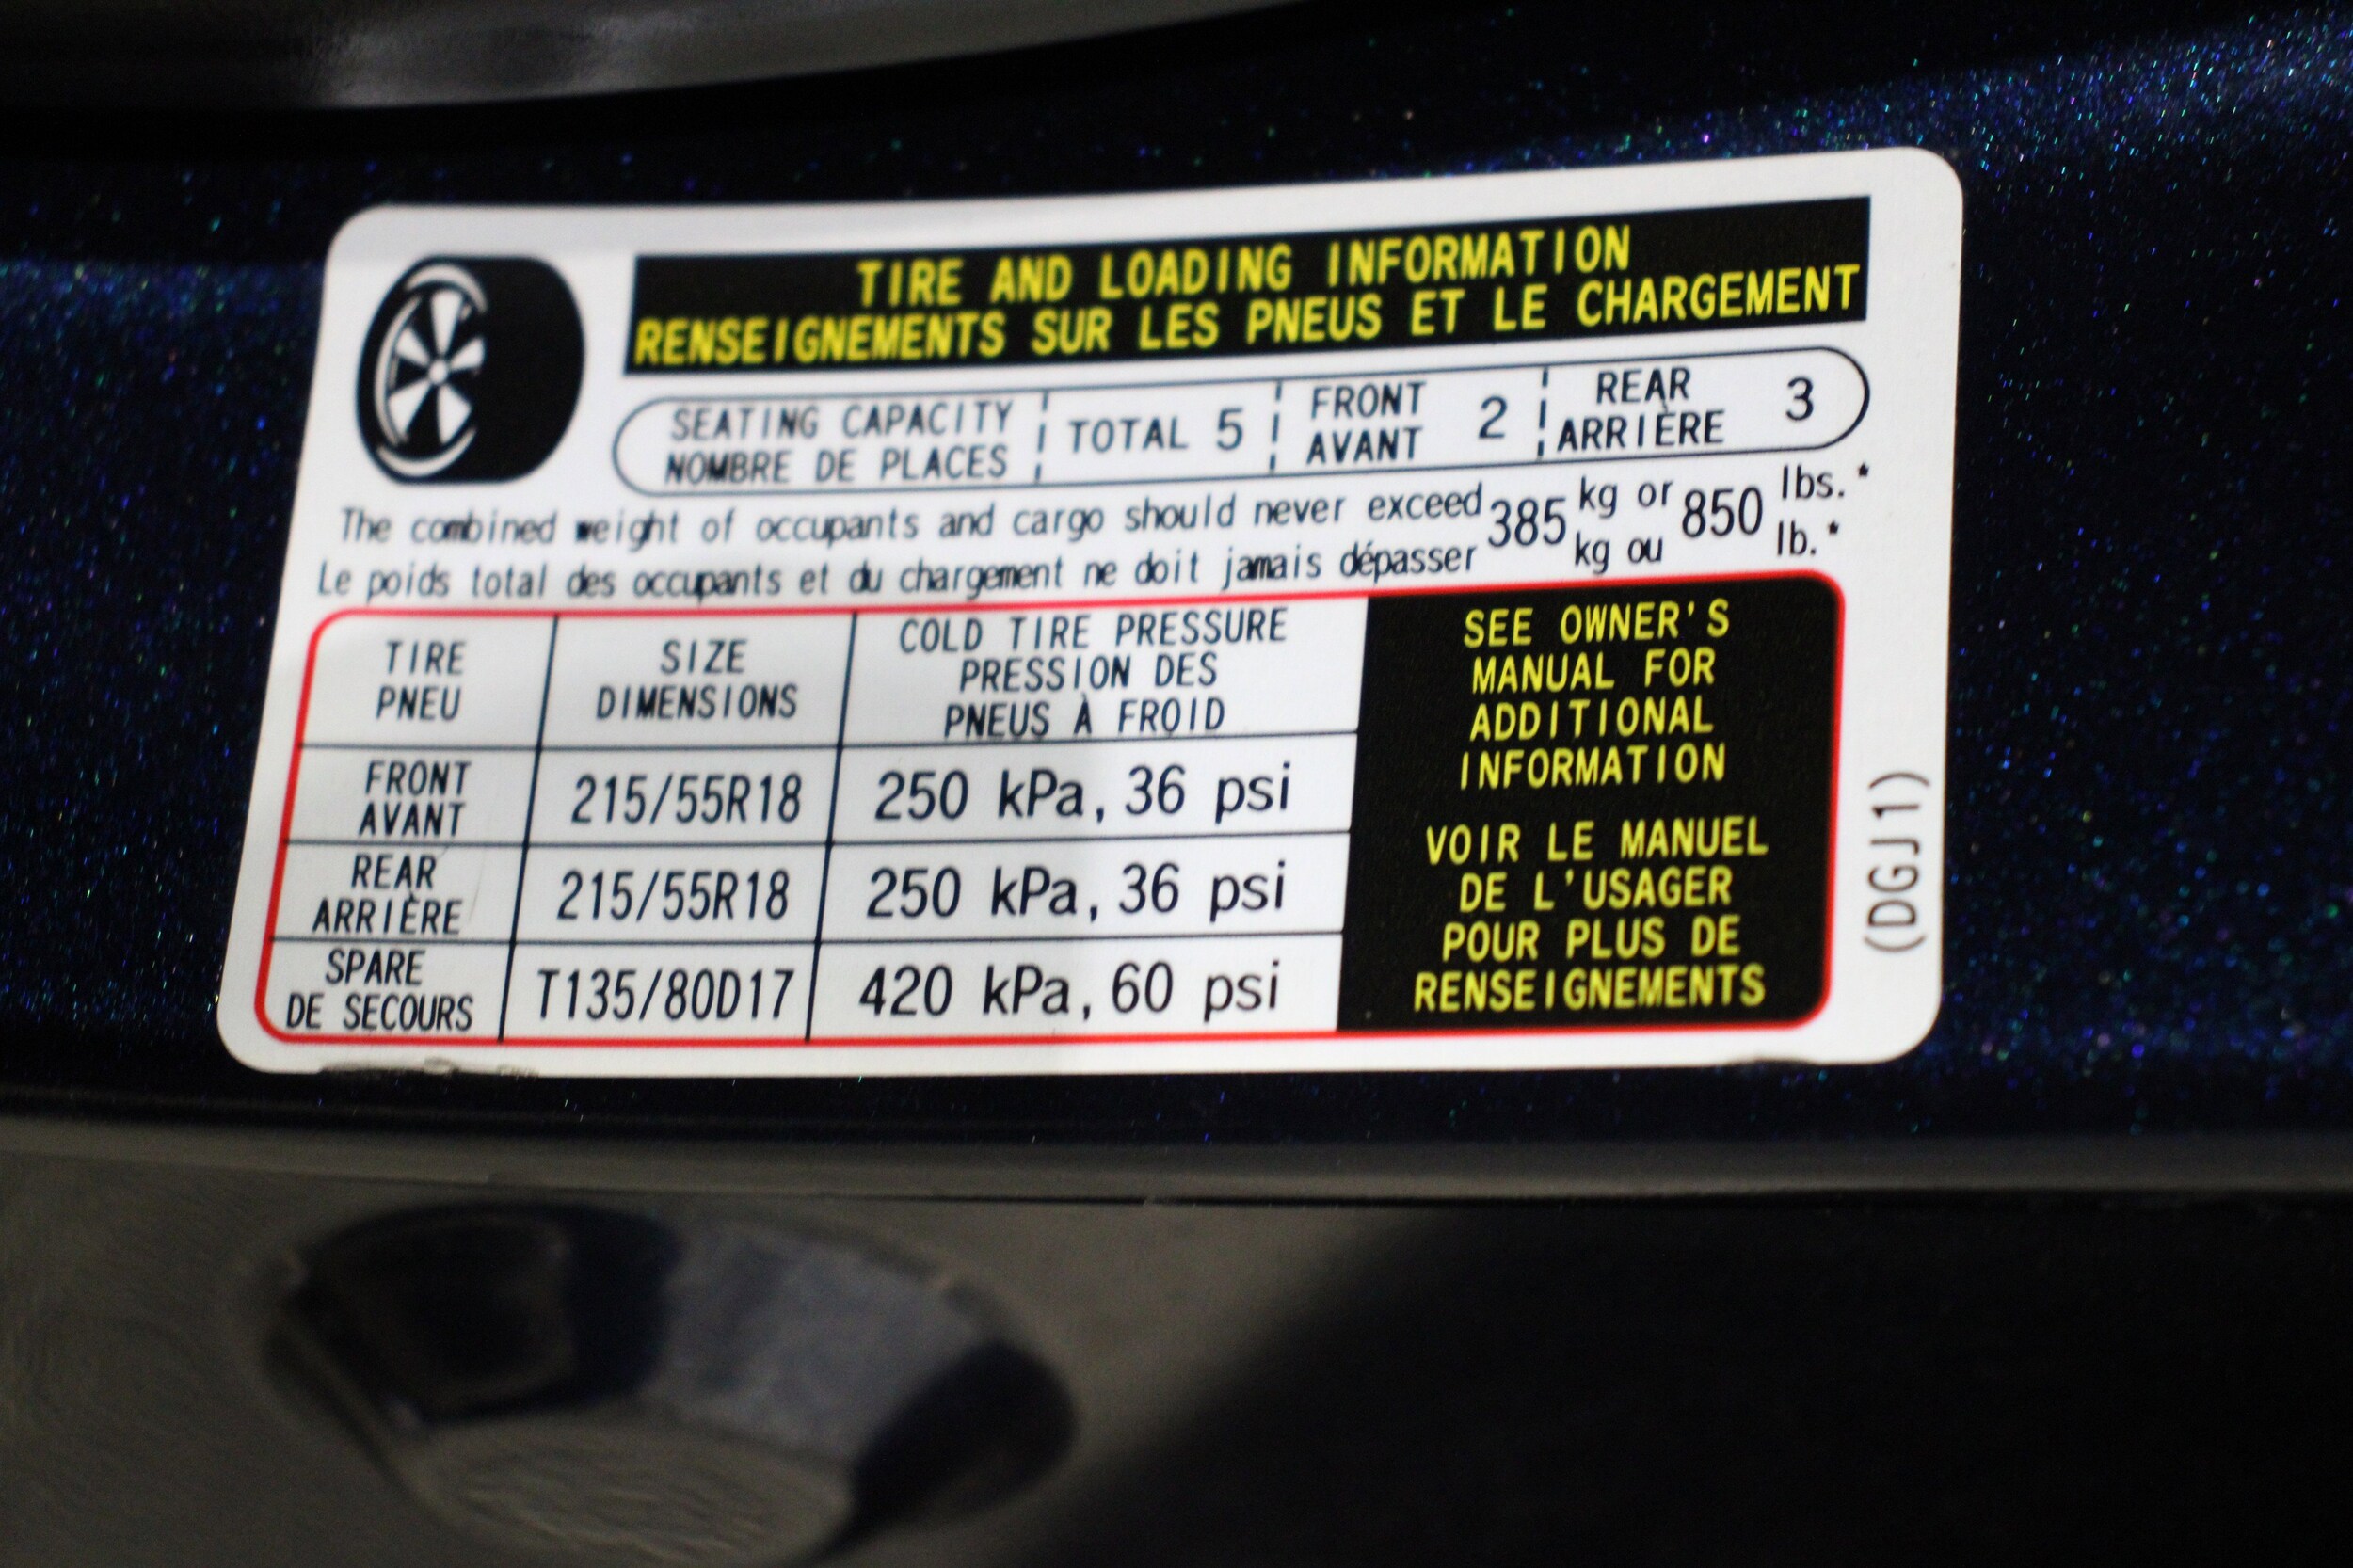 TIRE AND LOADING INFORMATION
RENSEIGNEMENTS SUR LES PNEUS ET LE CHARGEMENT
SEATING CAPACITY
NOMBRE DE PLACES
TOTAL 5
FRONT
AVANT
2
REAR
ARRIÈRE
3
The combined weight of occupants and cargo should never exceed 385 kg or 850 lbs.*
Le poids total des occupants et du chargement ne doit jamais dépasser kg ou lb.*
TIRE
PNEU
SIZE
DIMENSIONS
COLD TIRE PRESSURE
PRESSION DES
PNEUS À FROID
FRONT
AVANT
215/55R18
250 kPa, 36 psi
REAR
ARRIÈRE
215/55R18
250 kPa, 36 psi
SPARE
DE SECOURS
T135/80D17
420 kPa, 60 psi
SEE OWNER'S
MANUAL FOR
ADDITIONAL
INFORMATION
VOIR LE MANUEL
DE L'USAGER
POUR PLUS DE
RENSEIGNEMENTS
(DGJ1)